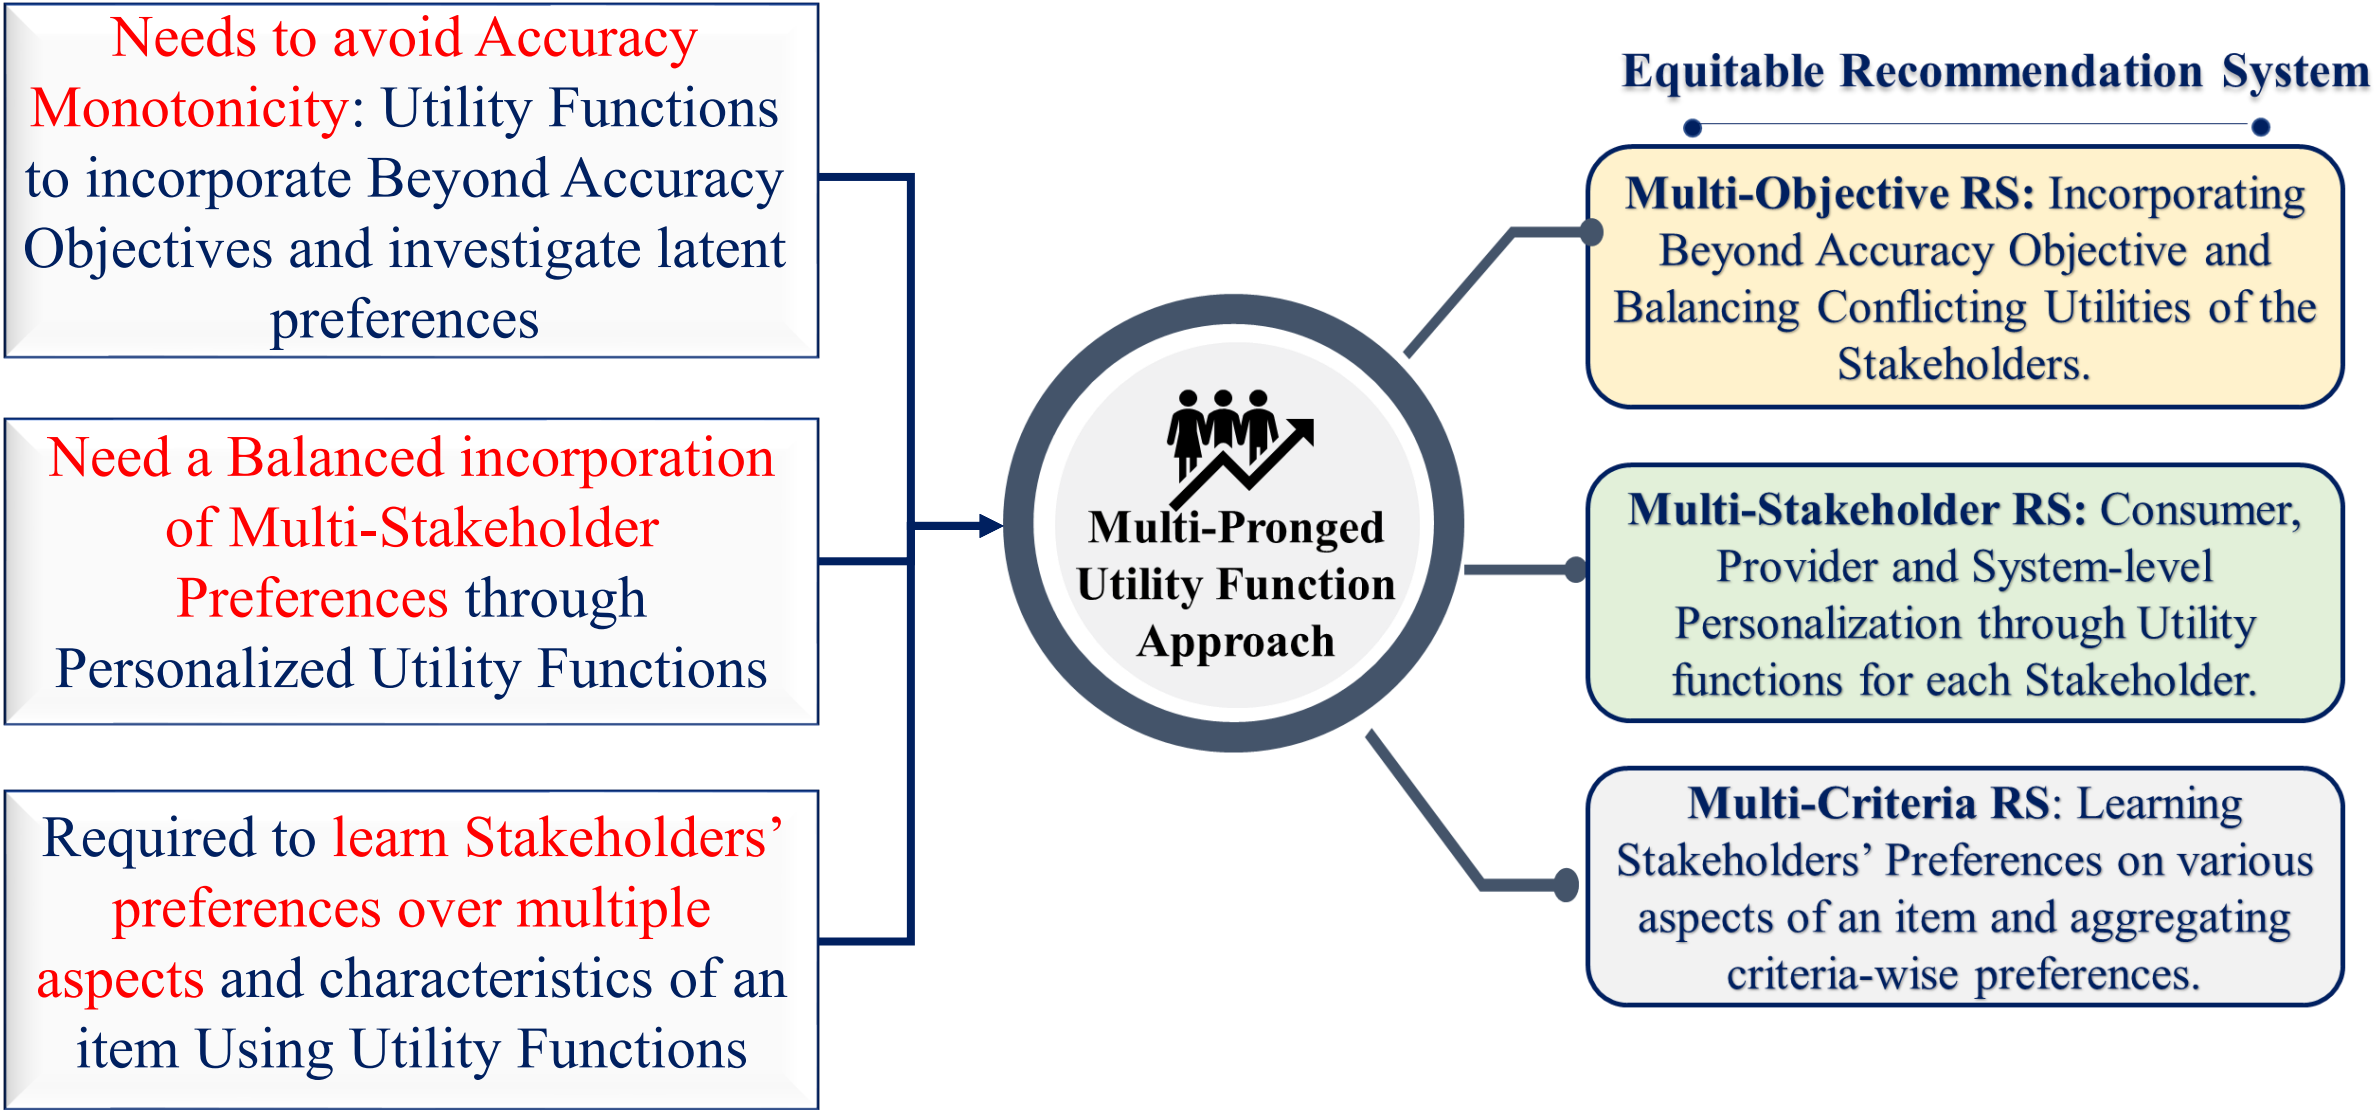 Needs to avoid Accuracy
Monotonicity: Utility Functions
to incorporate Beyond Accuracy
Objectives and investigate latent
preferences
Need a Balanced incorporation
of Multi-Stakeholder
Preferences through
Personalized Utility Functions
Required to learn Stakeholders’
preferences over multiple
aspects and characteristics of an
item Using Utility Functions
Multi-Pronged
Utility Function
Approach
Equitable Recommendation System
Multi-Objective RS: Incorporating
Beyond Accuracy Objective and
Balancing Conflicting Utilities of the
Stakeholders.
Multi-Stakeholder RS: Consumer,
Provider and System-level
Personalization through Utility
functions for each Stakeholder.
Multi-Criteria RS: Learning
Stakeholders’ Preferences on various
aspects of an item and aggregating
criteria-wise preferences.